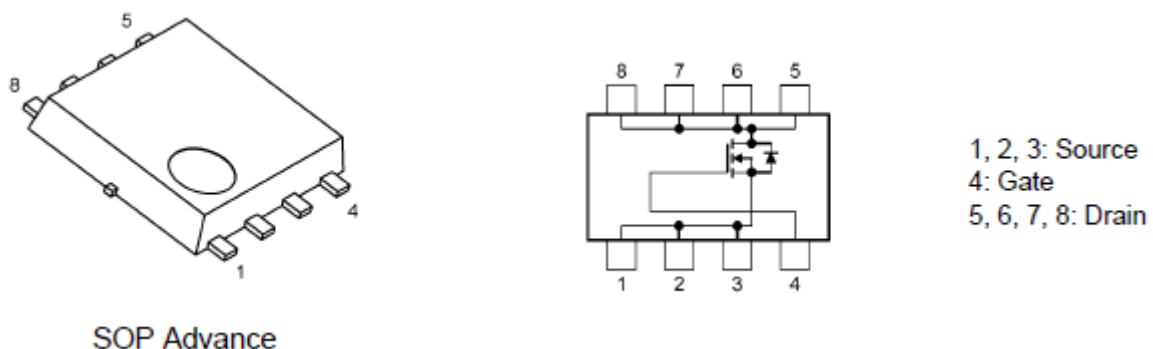 5
8
4
1
SOP Advance
8 7 6 5
1 2 3 4
1, 2, 3: Source
4: Gate
5, 6, 7, 8: Drain